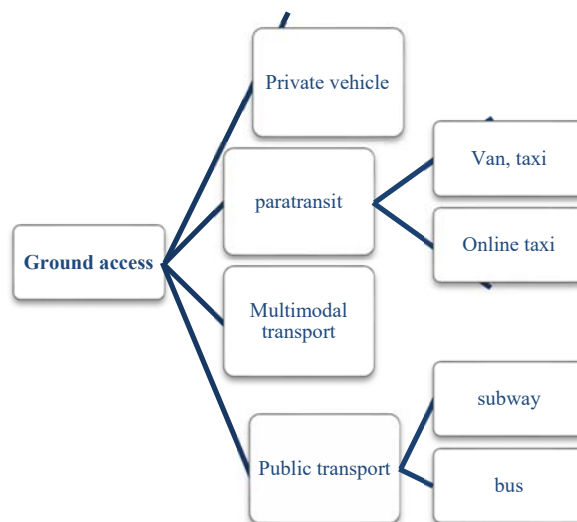 Private vehicle
Van, taxi
paratransit
Online taxi
Ground access
Multimodal
transport
subway
Public transport
bus